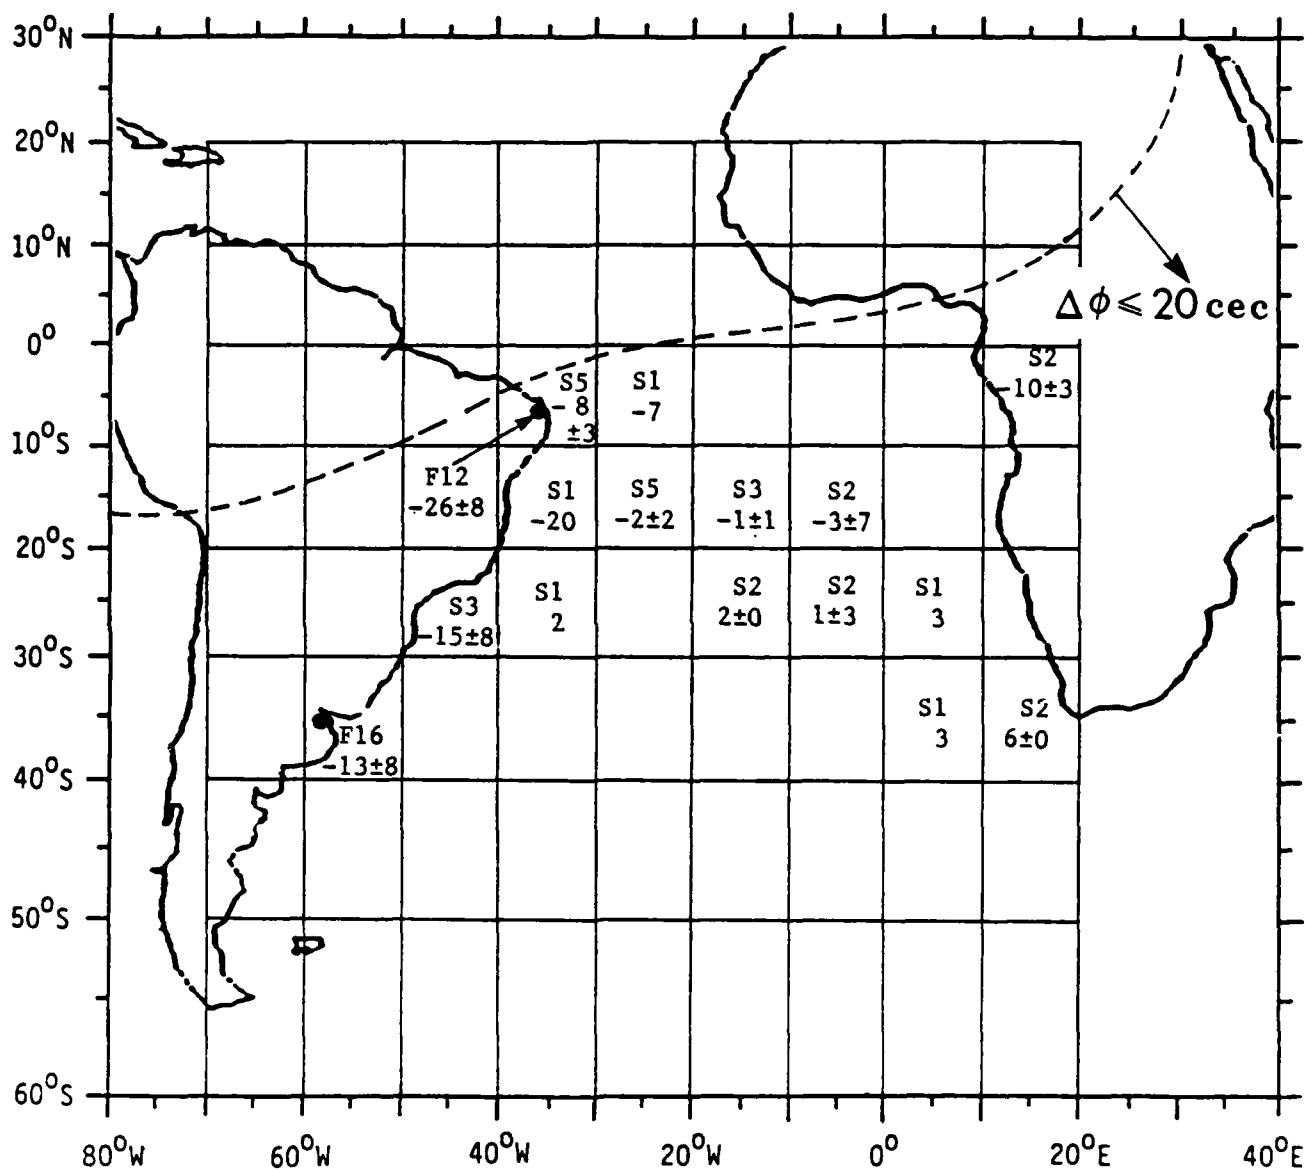 30°N
20°N
10°N
0°
10°S
20°S
30°S
40°S
50°S
60°S
Δϕ ≤ 20 cec
S2
-10±3
S5
-8
±3
S1
-7
F12
-26±8
S1
-20
S5
-2±2
S3
-1±1
S2
-3±7
S3
-15±8
S1
2
S2
2±0
S2
1±3
S1
3
F16
-13±8
S1
3
S2
6±0
80°W
60°W
40°W
20°W
0°
20°E
40°E